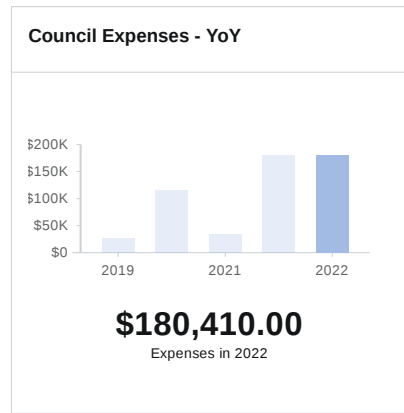 Council Expenses - YoY
$200K
$150K
$100K
$50K
$0
2019 2021 2022
$180,410.00
Expenses in 2022